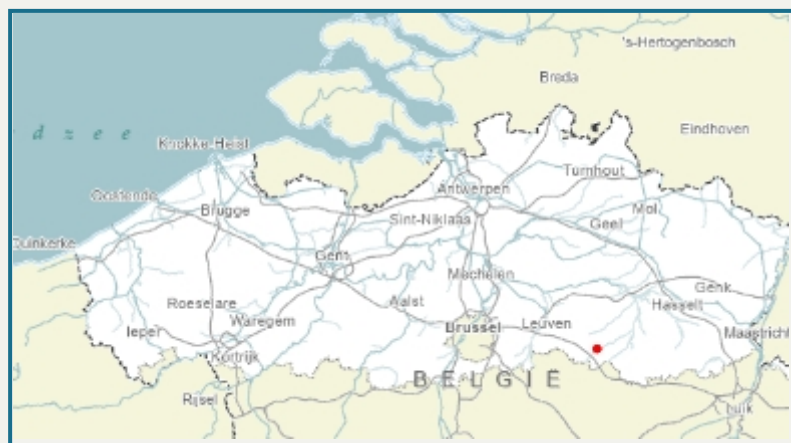 's-Hertogenbosch
Breda
d z e e
Eindhoven
Knokke-Heist
Turnhout
Antwerpen
Oostende
Mol
Brugge
Sint-Niklaas
Geel
Duinkerke
Gent
Mechelen
Genk
Roeselare
Aalst
Hasselt
Waregem
Brussel
Leuven
Ieper
Maastricht
Kortrijk
BELGIË
Rijsel
Luik